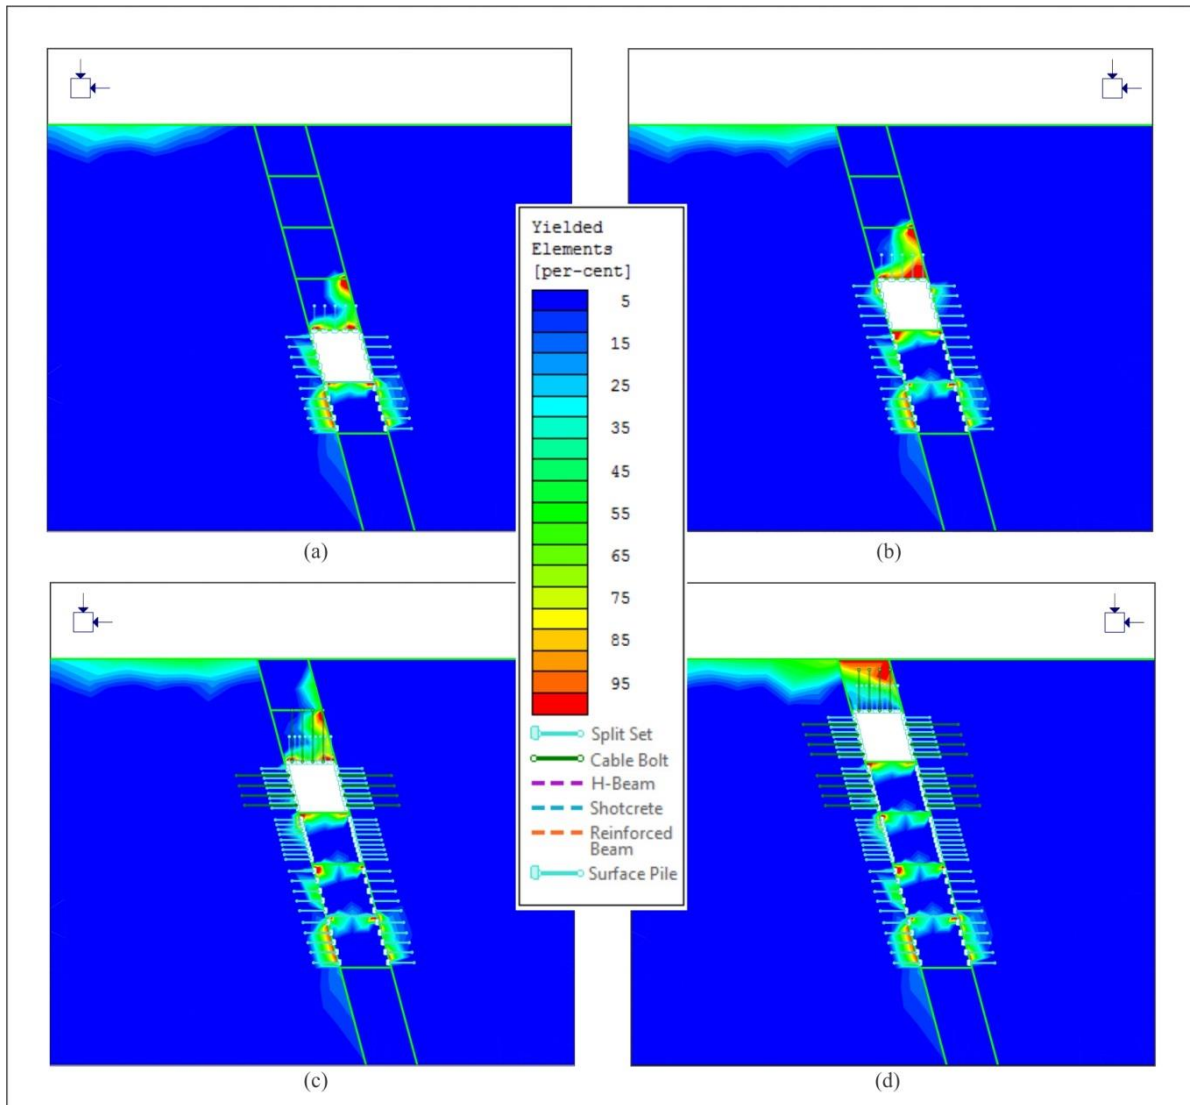 Yielded
Elements
[per-cent]
5
15
25
35
45
55
65
75
85
95
Split Set
Cable Bolt
H-Beam
Shotcrete
Reinforced
Beam
Surface Pile
(a)
(b)
(c)
(d)